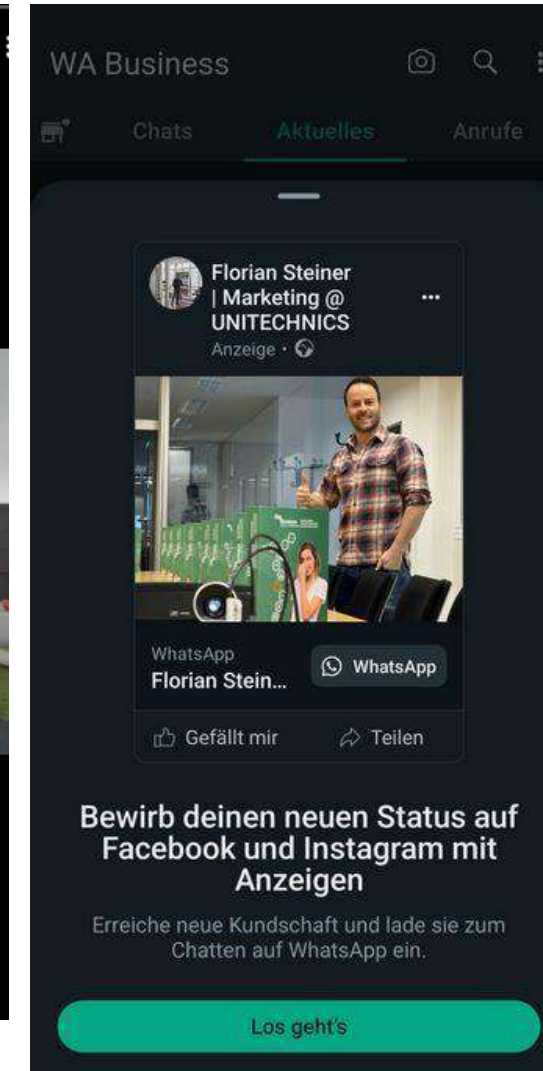 WA Business
Chats
Aktuelles
Anrufe
Florian Steiner
| Marketing @
UNITECHNICS
Anzeige •
WhatsApp
Florian Stein...
WhatsApp
Gefällt mir
Teilen
Bewirb deinen neuen Status auf
Facebook und Instagram mit
Anzeigen
Erreiche neue Kundschaft und lade sie zum
Chatten auf WhatsApp ein.
Los geht's